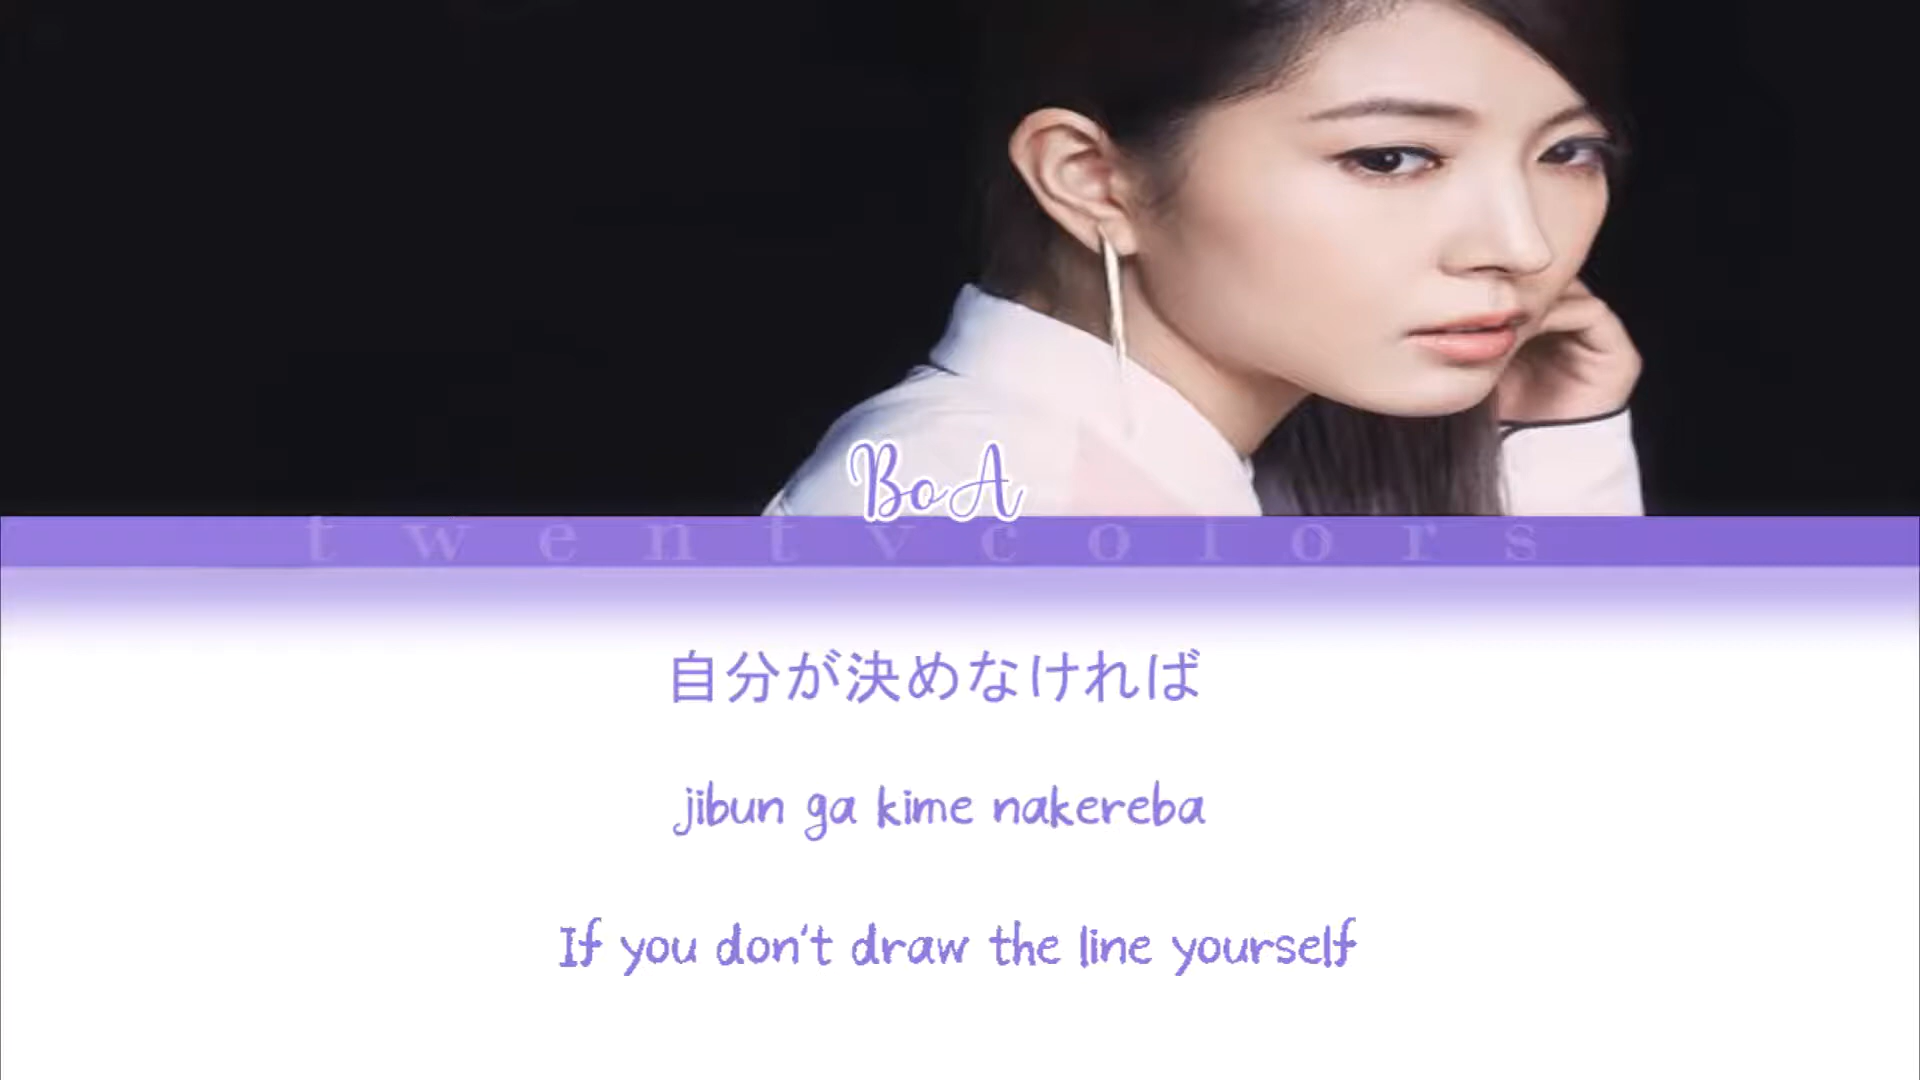 BoA
twentycolors
自分が決めなければ
jibun ga kime nakereba
If you don't draw the line yourself